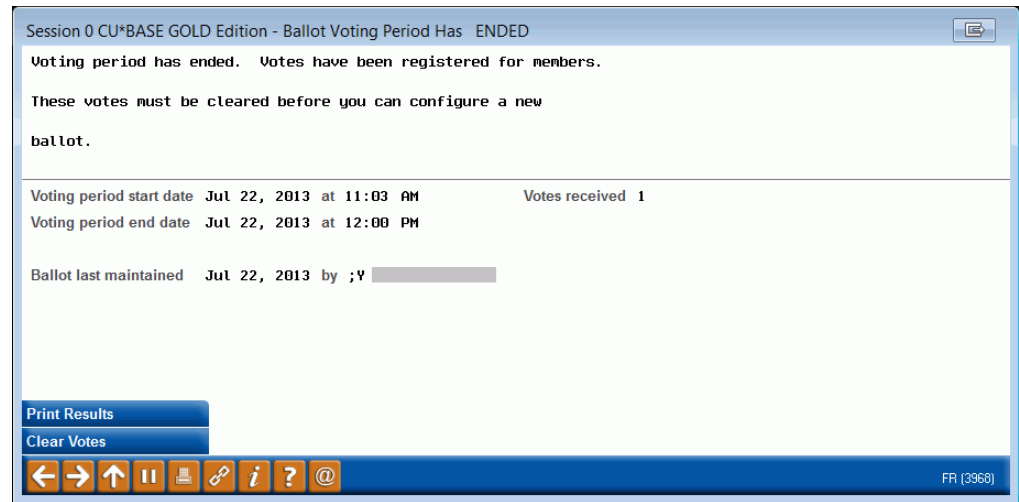 Session 0 CU*BASE GOLD Edition - Ballot Voting Period Has ENDED
Voting period has ended. Votes have been registered for members.
These votes must be cleared before you can configure a new
ballot.
Voting period start date Jul 22, 2013 at 11:03 AM Votes received 1
Voting period end date Jul 22, 2013 at 12:00 PM
Ballot last maintained Jul 22, 2013 by ;Y
Print Results
Clear Votes
i ? @
FR (3968)